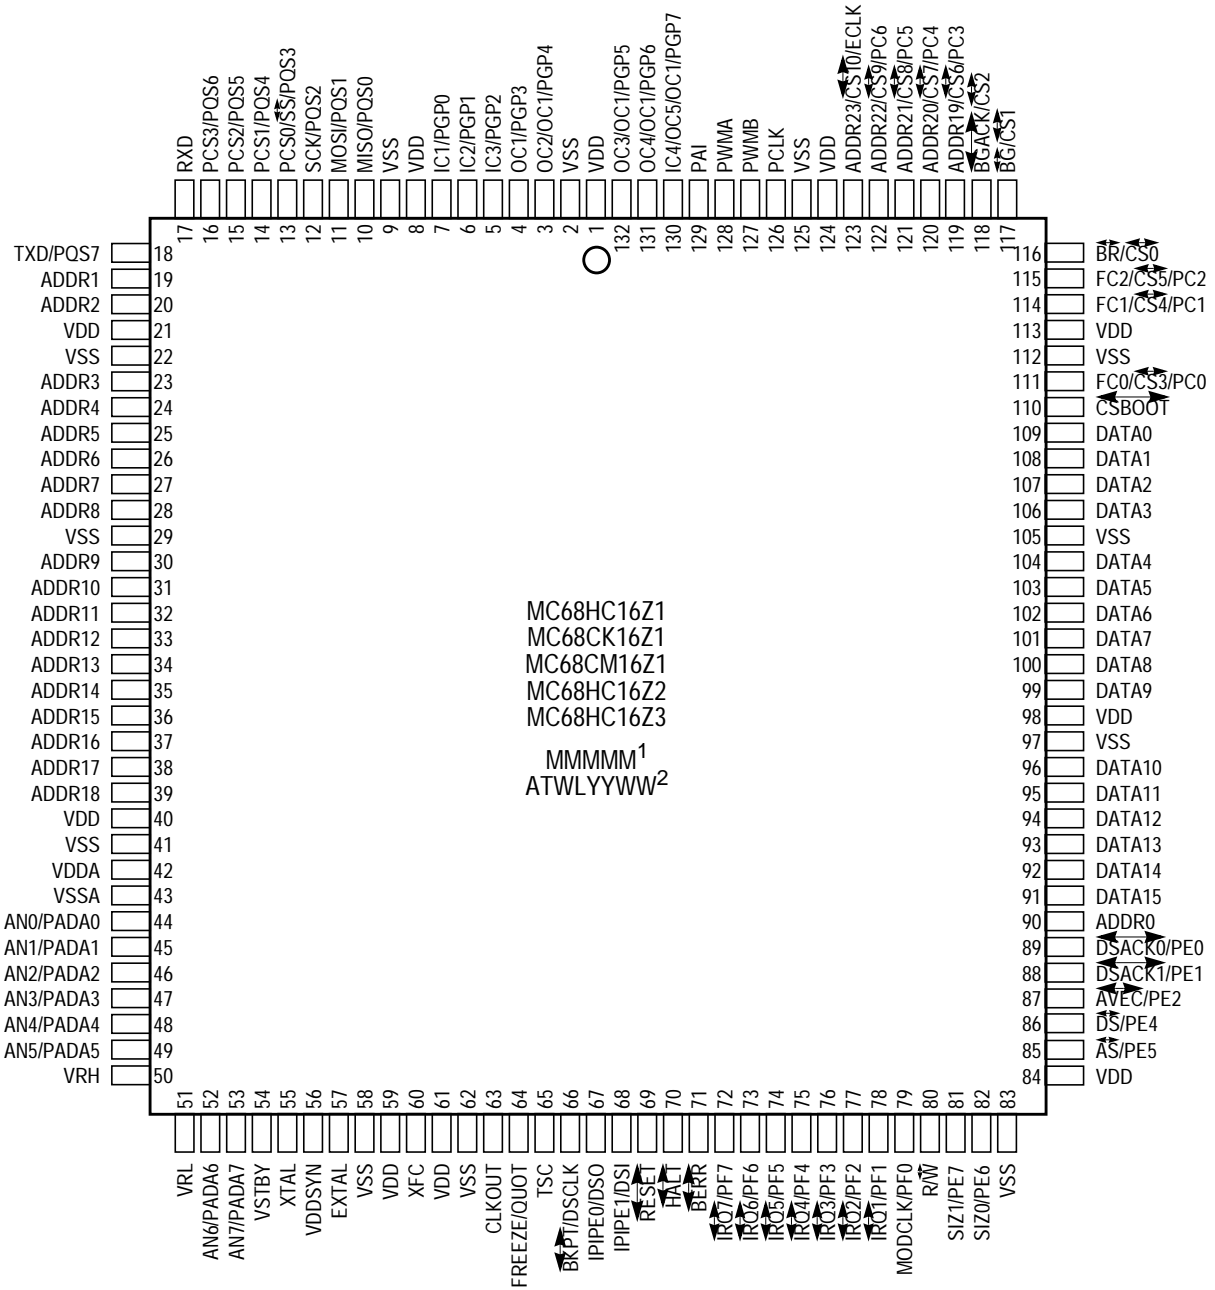 RXD
PCS3/PQS6
PCS2/PQS5
PCS1/PQS4
PCS0/SS/PQS3
SCK/PQS2
MOSI/PQS1
MISO/PQS0
VSS
VDD
IC1/PGP0
IC2/PGP1
IC3/PGP2
OC1/PGP3
OC2/OC1/PGP4
VSS
VDD
OC3/OC1/PGP5
OC4/OC1/PGP6
IC4/OC5/OC1/PGP7
PAI
PWMA
PWMB
PCLK
VSS
VDD
ADDR23/CS10/ECLK
ADDR22/CS9/PC6
ADDR21/CS8/PC5
ADDR20/CS7/PC4
ADDR19/CS6/PC3
BGACK/CS2
BG/CS1
17
16
15
14
13
12
11
10
9
8
7
6
5
4
3
2
1
132
131
130
129
128
127
126
125
124
123
122
121
120
119
118
117
TXD/PQS7 18
ADDR1 19
ADDR2 20
VDD 21
VSS 22
ADDR3 23
ADDR4 24
ADDR5 25
ADDR6 26
ADDR7 27
ADDR8 28
VSS 29
ADDR9 30
ADDR10 31
ADDR11 32
ADDR12 33
ADDR13 34
ADDR14 35
ADDR15 36
ADDR16 37
ADDR17 38
ADDR18 39
VDD 40
VSS 41
VDDA 42
VSSA 43
AN0/PADA0 44
AN1/PADA1 45
AN2/PADA2 46
AN3/PADA3 47
AN4/PADA4 48
AN5/PADA5 49
VRH 50
MC68HC16Z1
MC68CK16Z1
MC68CM16Z1
MC68HC16Z2
MC68HC16Z3
MMMMM1
ATWLYYWW2
116 BR/CS0
115 FC2/CS5/PC2
114 FC1/CS4/PC1
113 VDD
112 VSS
111 FC0/CS3/PC0
110 CSBOOT
109 DATA0
108 DATA1
107 DATA2
106 DATA3
105 VSS
104 DATA4
103 DATA5
102 DATA6
101 DATA7
100 DATA8
99 DATA9
98 VDD
97 VSS
96 DATA10
95 DATA11
94 DATA12
93 DATA13
92 DATA14
91 DATA15
90 ADDR0
89 DSACK0/PE0
88 DSACK1/PE1
87 AVEC/PE2
86 DS/PE4
85 AS/PE5
84 VDD
51
52
53
54
55
56
57
58
59
60
61
62
63
64
65
66
67
68
69
70
71
72
73
74
75
76
77
78
79
80
81
82
83
VRL
AN6/PADA6
AN7/PADA7
VSTBY
XTAL
VDDSYN
EXTAL
VSS
VDD
XFC
VDD
VSS
CLKOUT
FREEZE/QUOT
TSC
BKPT/DSCLK
IPIPE0/DSO
IPIPE1/DSI
RESET
HALT
BERR
IRQ7/PF7
IRQ6/PF6
IRQ5/PF5
IRQ4/PF4
IRQ3/PF3
IRQ2/PF2
IRQ1/PF1
MODCLK/PF0
R/W
SIZ1/PE7
SIZ0/PE6
VSS